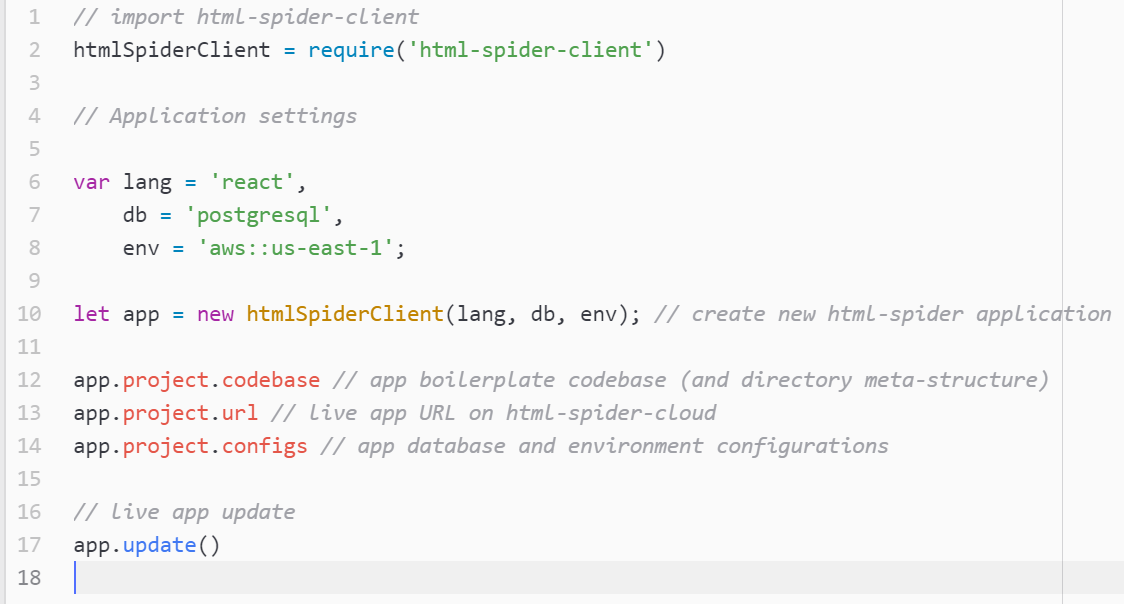 1 // import html-spider-client
2 htmlSpiderClient = require('html-spider-client')
3
4 // Application settings
5
6 var lang = 'react',
7     db = 'postgresql',
8     env = 'aws::us-east-1';
9
10 let app = new htmlSpiderClient(lang, db, env); // create new html-spider application
11
12 app.project.codebase // app boilerplate codebase (and directory meta-structure)
13 app.project.url // live app URL on html-spider-cloud
14 app.project.configs // app database and environment configurations
15
16 // live app update
17 app.update()
18